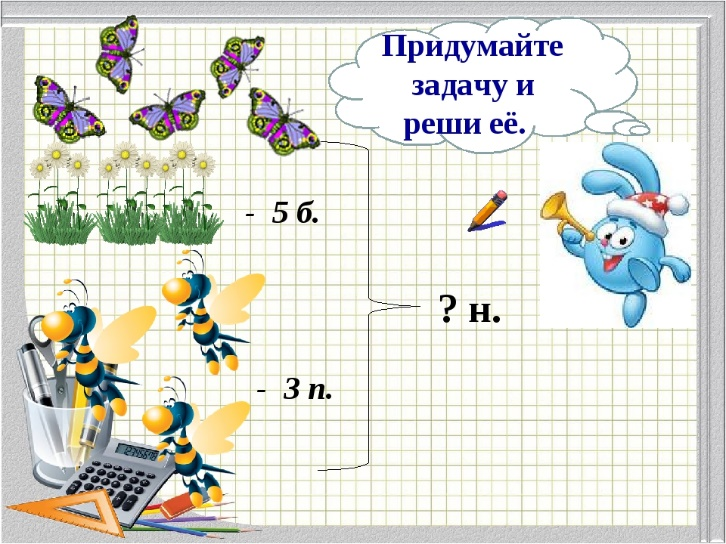 Придумайте
задачу и
реши её.
- 5 б.
? н.
- 3 п.